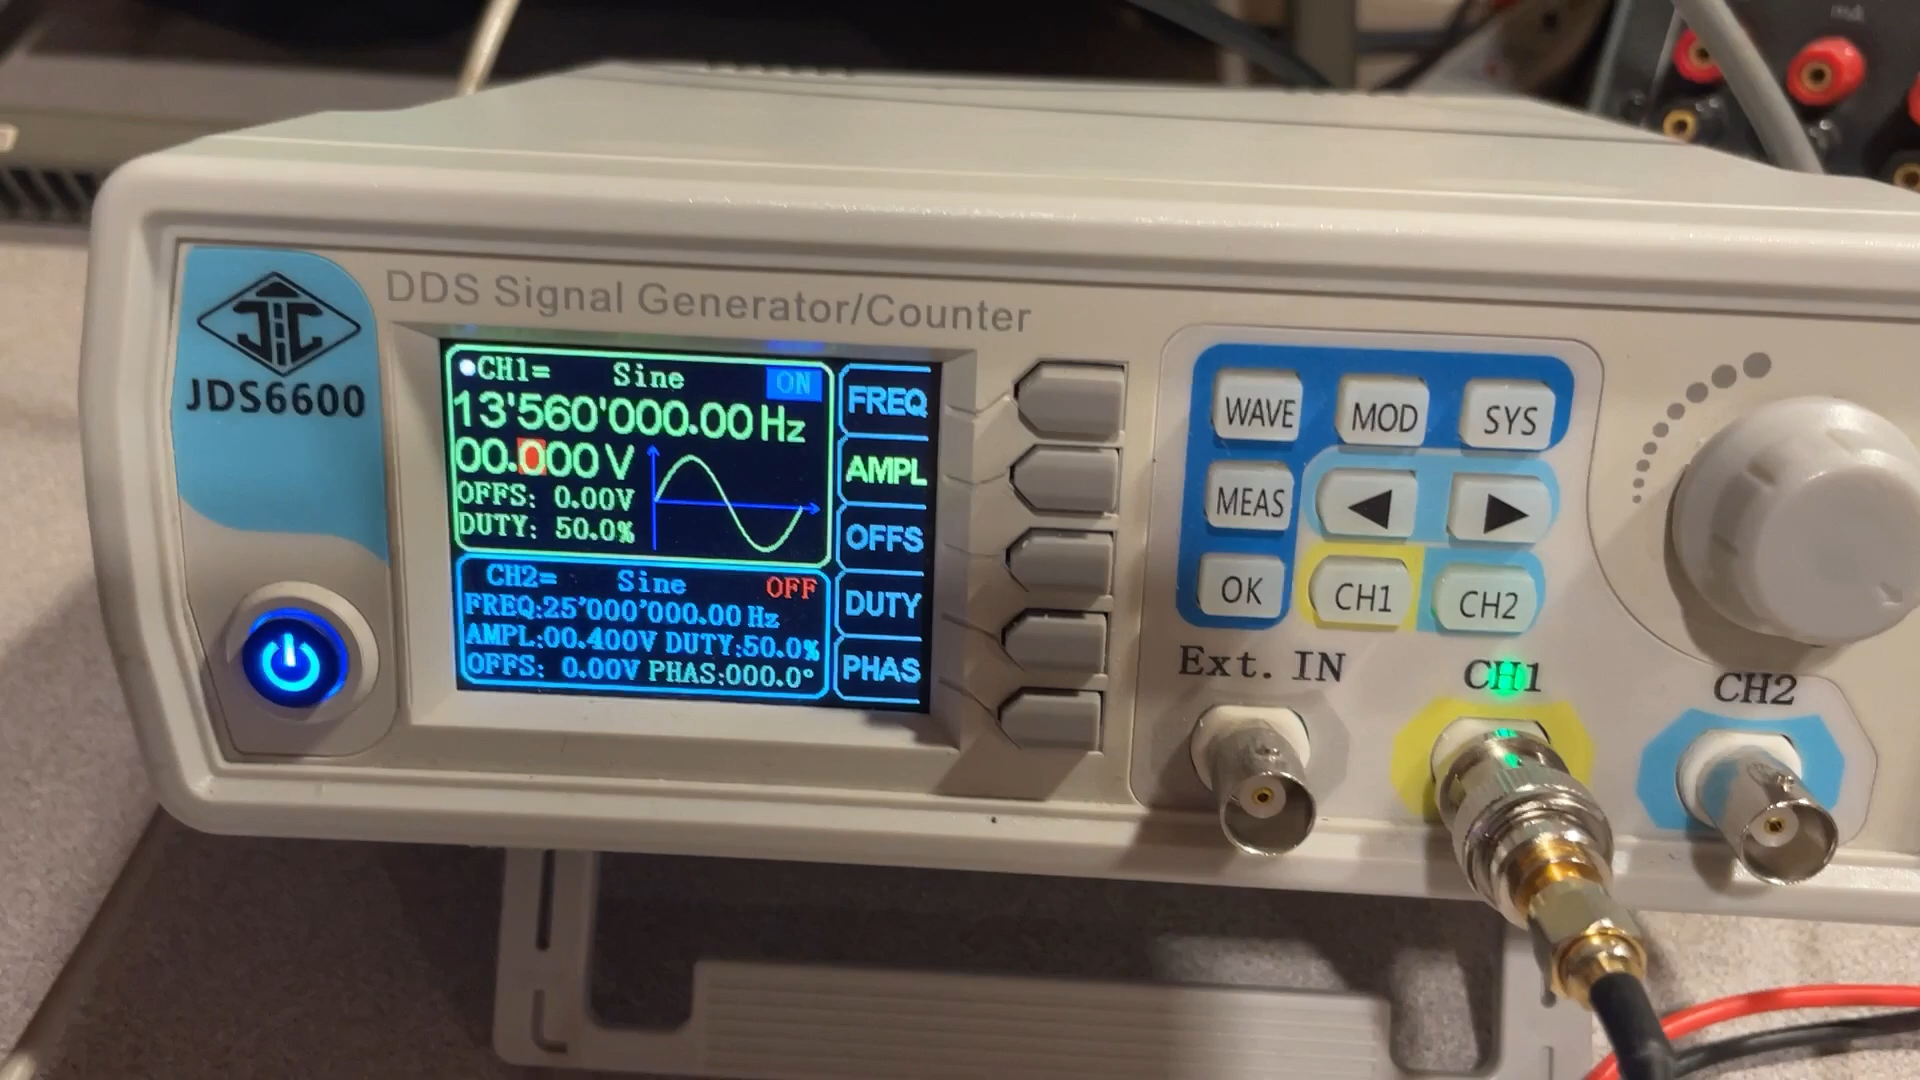 mA
DDS Signal Generator/Counter
JDS6600
CH1= Sine ON
13'560'000.00 Hz
00.000 V
OFFS: 0.00V
DUTY: 50.0%
CH2= Sine OFF
FREQ:25'000'000.00 Hz
AMPL:00.400V DUTY:50.0%
OFFS: 0.00V PHAS:000.0°
FREQ
AMPL
OFFS
DUTY
PHAS
WAVE MOD SYS
MEAS
OK CH1 CH2
Ext. IN CH1 CH2